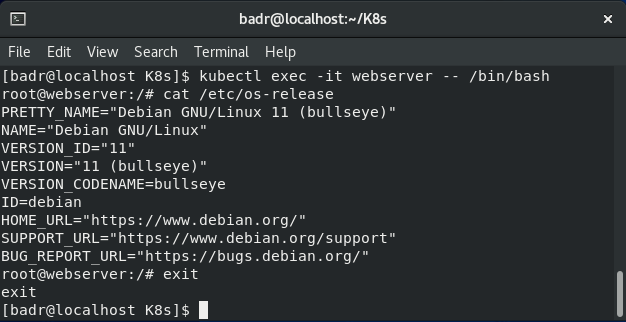 badr@localhost:~/K8s
File Edit View Search Terminal Help
[badr@localhost K8s]$ kubectl exec -it webserver -- /bin/bash
root@webserver:/# cat /etc/os-release
PRETTY_NAME="Debian GNU/Linux 11 (bullseye)"
NAME="Debian GNU/Linux"
VERSION_ID="11"
VERSION="11 (bullseye)"
VERSION_CODENAME=bullseye
ID=debian
HOME_URL="https://www.debian.org/"
SUPPORT_URL="https://www.debian.org/support"
BUG_REPORT_URL="https://bugs.debian.org/"
root@webserver:/# exit
exit
[badr@localhost K8s]$